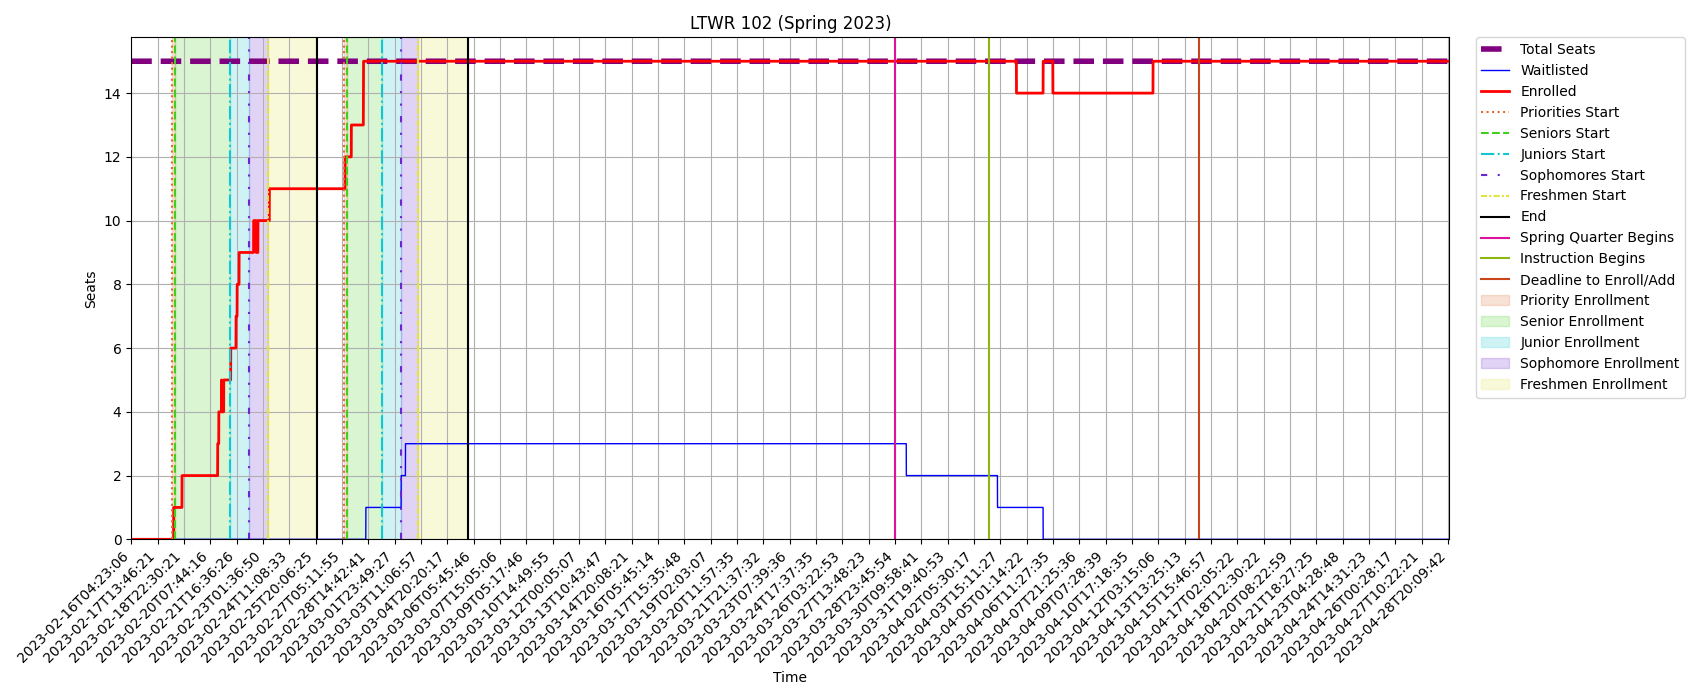 LTWR 102 (Spring 2023)
Seats
14
12
10
8
6
4
2
0
2023-02-16T04:23:06
2023-02-17T13:46:21
2023-02-18T22:30:21
2023-02-20T07:44:16
2023-02-21T16:36:26
2023-02-23T01:36:50
2023-02-24T11:08:33
2023-02-25T20:06:25
2023-02-27T05:11:55
2023-02-28T14:42:41
2023-03-01T23:49:27
2023-03-03T11:06:57
2023-03-04T20:20:17
2023-03-06T05:45:46
2023-03-07T15:05:06
2023-03-09T05:17:46
2023-03-10T14:49:55
2023-03-12T00:05:07
2023-03-13T10:43:47
2023-03-14T20:08:21
2023-03-16T05:45:14
2023-03-17T15:35:48
2023-03-19T02:03:07
2023-03-20T11:57:35
2023-03-21T21:37:32
2023-03-23T07:39:36
2023-03-24T17:37:35
2023-03-26T03:22:53
2023-03-27T13:48:23
2023-03-28T23:45:54
2023-03-30T09:58:41
2023-03-31T19:40:53
2023-04-02T05:30:17
2023-04-03T15:11:27
2023-04-05T01:14:22
2023-04-06T11:27:35
2023-04-07T21:25:36
2023-04-09T07:28:39
2023-04-10T17:18:35
2023-04-12T03:15:06
2023-04-13T13:25:13
2023-04-15T15:46:57
2023-04-17T02:05:22
2023-04-18T12:30:22
2023-04-20T08:22:59
2023-04-21T18:27:25
2023-04-23T04:28:48
2023-04-24T14:31:23
2023-04-26T00:28:17
2023-04-27T10:22:21
2023-04-28T20:09:42
Time
Total Seats
Waitlisted
Enrolled
Priorities Start
Seniors Start
Juniors Start
Sophomores Start
Freshmen Start
End
Spring Quarter Begins
Instruction Begins
Deadline to Enroll/Add
Priority Enrollment
Senior Enrollment
Junior Enrollment
Sophomore Enrollment
Freshmen Enrollment